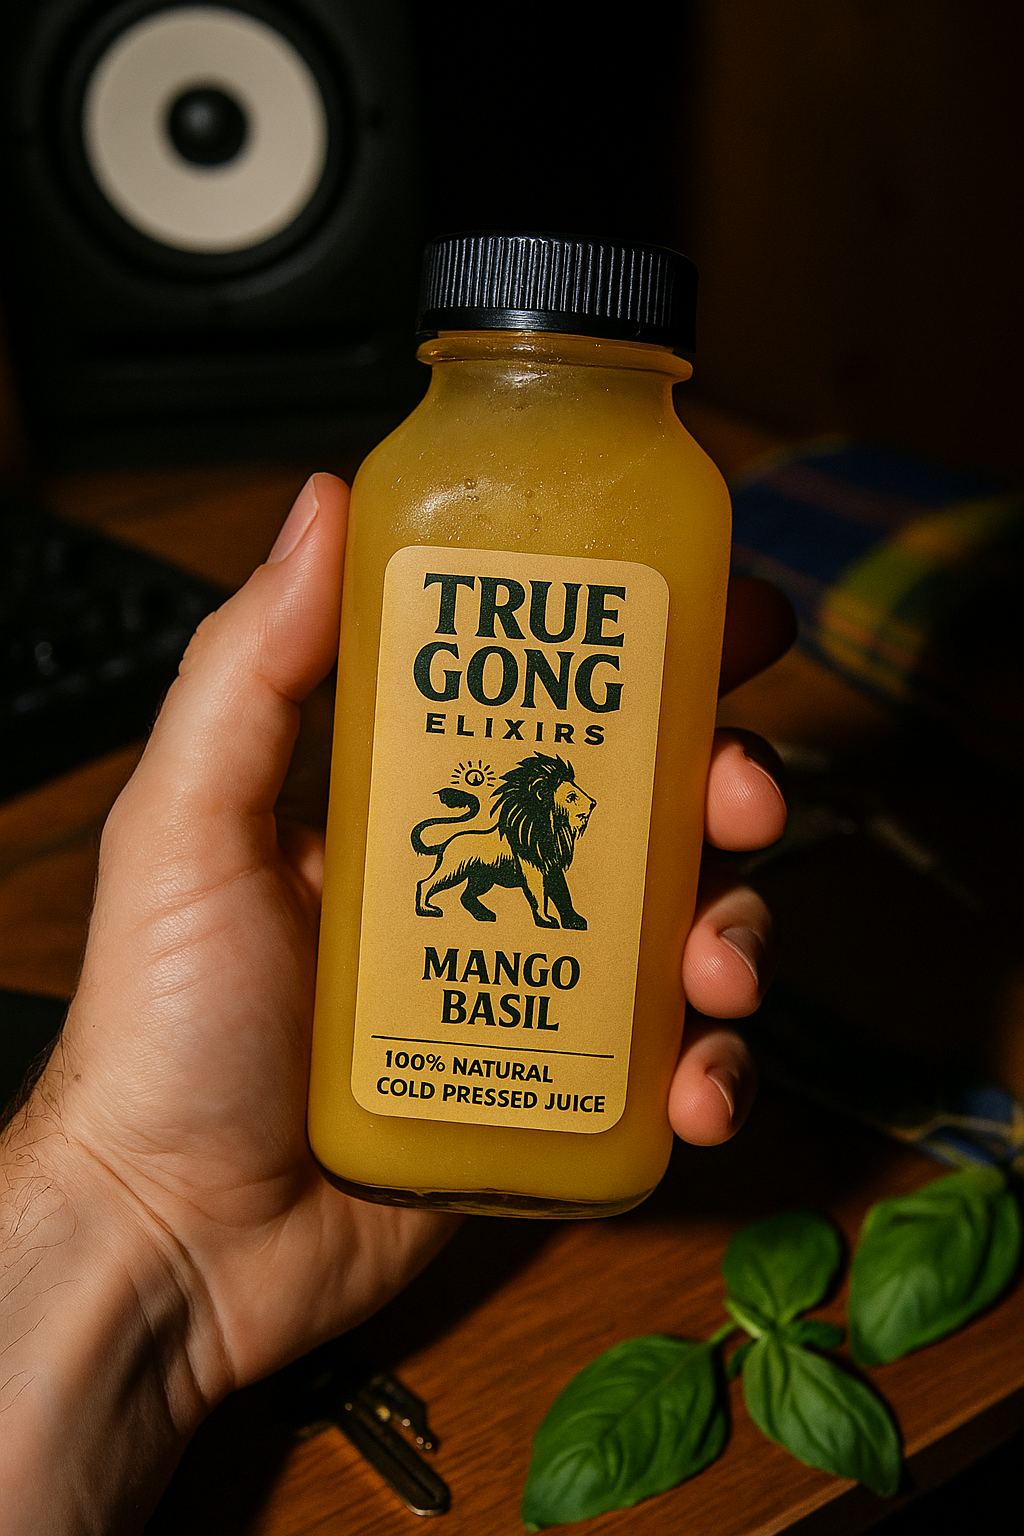 TRUE
GONG
ELIXIRS
MANGO
BASIL
100% NATURAL
COLD PRESSED JUICE